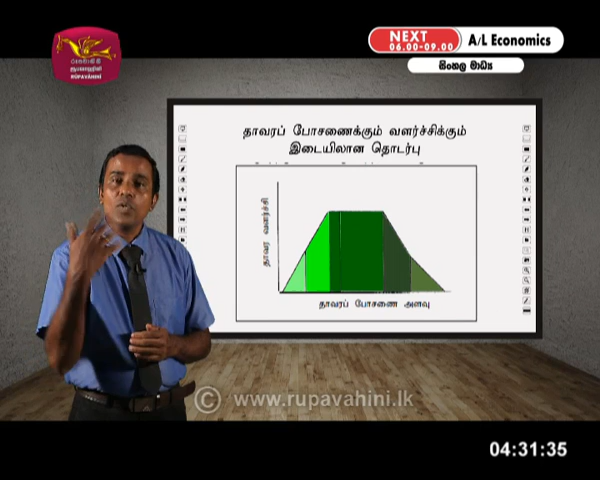 NEXT
06.00-09.00
A/L Economics
සිංහල මාධ්‍ය
RUPAVAHINI
தாவரப் போசணைக்கும் வளர்ச்சிக்கும்
இடையிலான தொடர்பு
தாவர வளர்ச்சி
தாவரப் போசணை அளவு
© www.rupavahini.lk
04:31:35